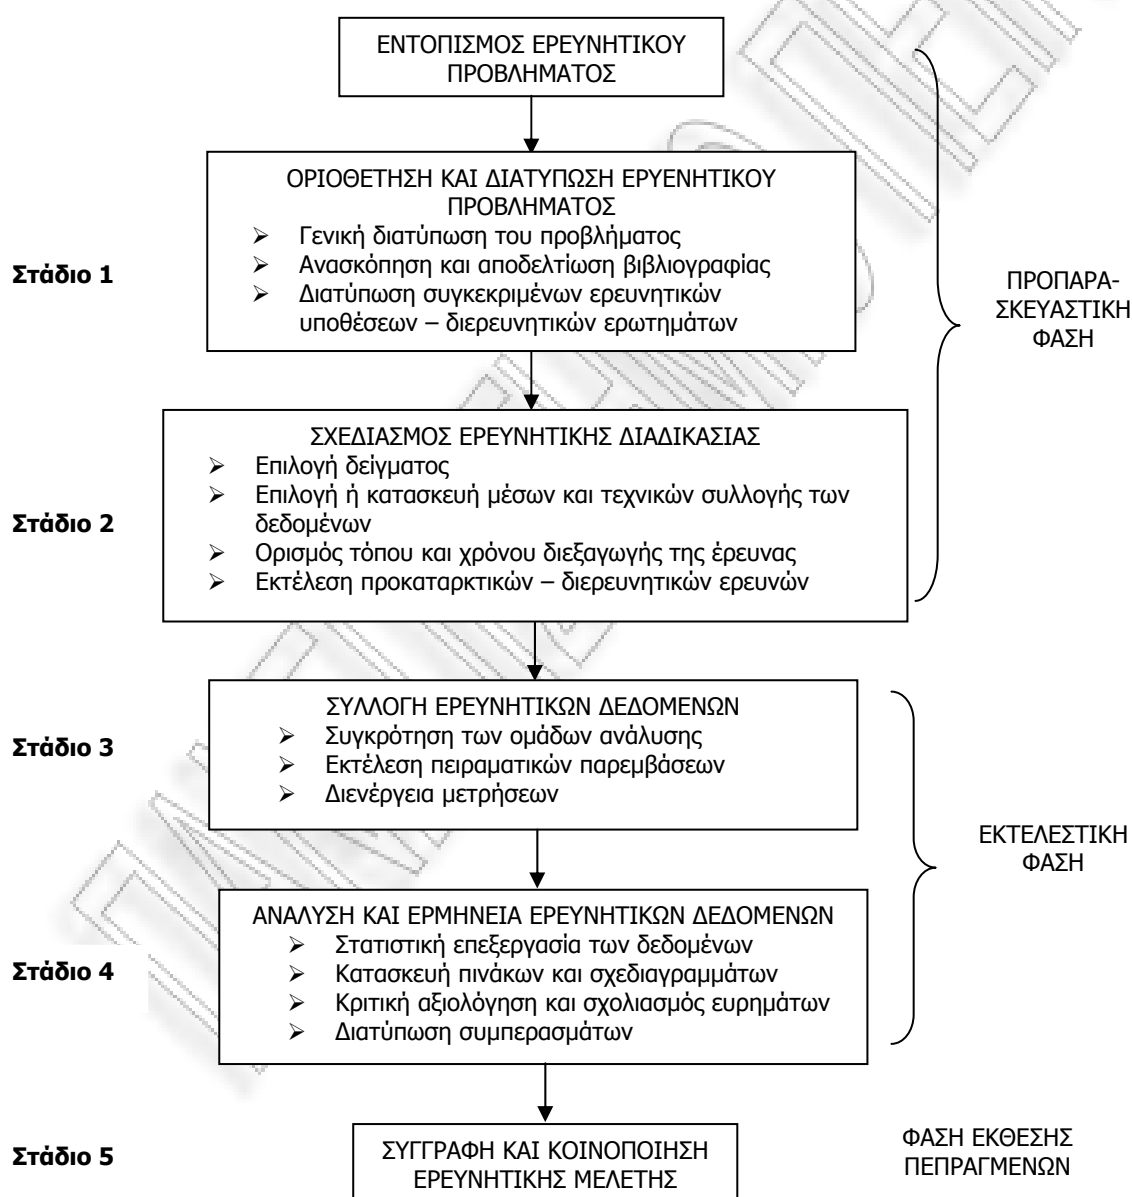 ΕΝΤΟΠΙΣΜΟΣ ΕΡΕΥΝΗΤΙΚΟΥ
ΠΡΟΒΛΗΜΑΤΟΣ
ΟΡΙΟΘΕΤΗΣΗ ΚΑΙ ΔΙΑΤΥΠΩΣΗ ΕΡΥΕΝΗΤΙΚΟΥ
ΠΡΟΒΛΗΜΑΤΟΣ
➢ Γενική διατύπωση του προβλήματος
➢ Ανασκόπηση και αποδελτίωση βιβλιογραφίας
➢ Διατύπωση συγκεκριμένων ερευνητικών
υποθέσεων – διερευνητικών ερωτημάτων
Στάδιο 1
ΠΡΟΠΑΡΑ-
ΣΚΕΥΑΣΤΙΚΗ
ΦΑΣΗ
ΣΧΕΔΙΑΣΜΟΣ ΕΡΕΥΝΗΤΙΚΗΣ ΔΙΑΔΙΚΑΣΙΑΣ
➢ Επιλογή δείγματος
➢ Επιλογή ή κατασκευή μέσων και τεχνικών συλλογής των
δεδομένων
➢ Ορισμός τόπου και χρόνου διεξαγωγής της έρευνας
➢ Εκτέλεση προκαταρκτικών – διερευνητικών ερευνών
Στάδιο 2
ΣΥΛΛΟΓΗ ΕΡΕΥΝΗΤΙΚΩΝ ΔΕΔΟΜΕΝΩΝ
➢ Συγκρότηση των ομάδων ανάλυσης
➢ Εκτέλεση πειραματικών παρεμβάσεων
➢ Διενέργεια μετρήσεων
Στάδιο 3
ΕΚΤΕΛΕΣΤΙΚΗ
ΦΑΣΗ
ΑΝΑΛΥΣΗ ΚΑΙ ΕΡΜΗΝΕΙΑ ΕΡΕΥΝΗΤΙΚΩΝ ΔΕΔΟΜΕΝΩΝ
➢ Στατιστική επεξεργασία των δεδομένων
➢ Κατασκευή πινάκων και σχεδιαγραμμάτων
➢ Κριτική αξιολόγηση και σχολιασμός ευρημάτων
➢ Διατύπωση συμπερασμάτων
Στάδιο 4
ΣΥΓΓΡΑΦΗ ΚΑΙ ΚΟΙΝΟΠΟΙΗΣΗ
ΕΡΕΥΝΗΤΙΚΗΣ ΜΕΛΕΤΗΣ
Στάδιο 5
ΦΑΣΗ ΕΚΘΕΣΗΣ
ΠΕΠΡΑΓΜΕΝΩΝ